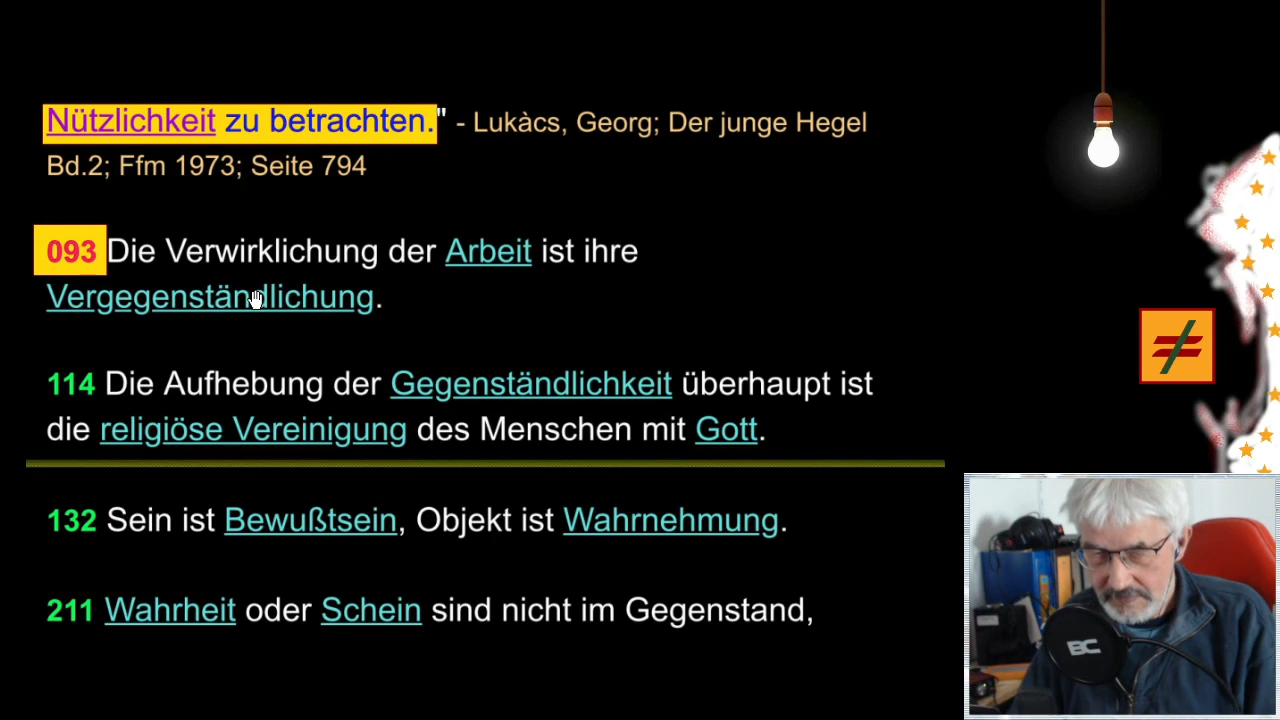 Nützlichkeit zu betrachten." - Lukàcs, Georg; Der junge Hegel
Bd.2; Ffm 1973; Seite 794
093 Die Verwirklichung der Arbeit ist ihre
Vergegenständlichung.
114 Die Aufhebung der Gegenständlichkeit überhaupt ist
die religiöse Vereinigung des Menschen mit Gott.
132 Sein ist Bewußtsein, Objekt ist Wahrnehmung.
211 Wahrheit oder Schein sind nicht im Gegenstand,
≠
BC